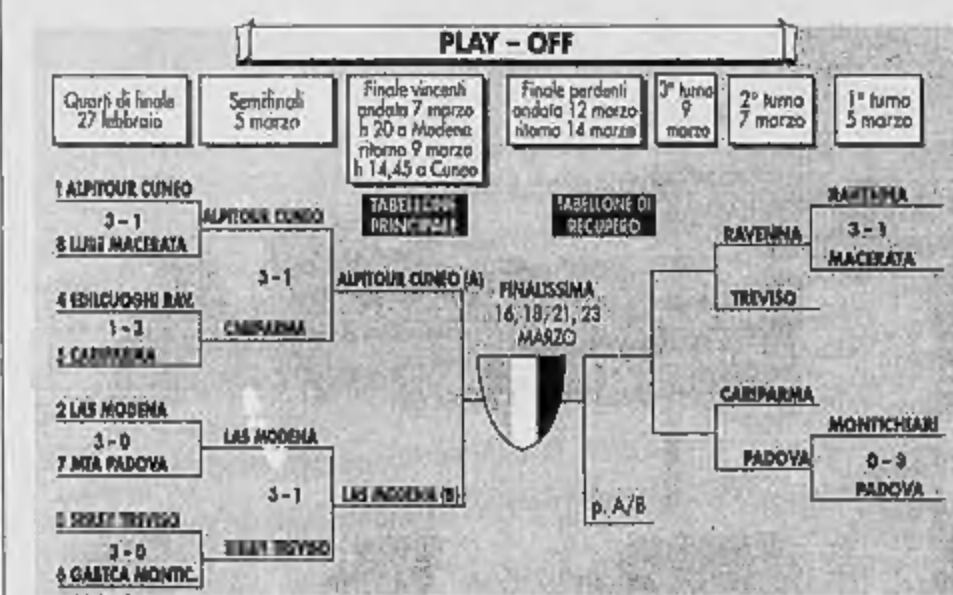 PLAY - OFF
Quarti di finale
27 febbraio
Semifinali
5 marzo
Finale vincenti
andata 7 marzo
h 20 a Modena
ritorno 9 marzo
h 14,45 a Cuneo
Finale perdenti
andata 12 marzo
ritorno 14 marzo
3° turno
9
marzo
2° turno
7 marzo
1° turno
5 marzo
TABELLONE
PRINCIPALE
TABELLONE DI
RECUPERO
1 ALPITOUR CUNEO
3-1
8 LUBE MACERATA
4 EDILCUOGHI RAV.
1-3
5 CARIPARMA
2 LAS MODENA
3-0
7 MTA PADOVA
3 SISLEY TREVISO
3-0
6 GABECA MONTIC.
ALPITOUR CUNEO
3-1
CARIPARMA
LAS MODENA
3-1
SISLEY TREVISO
ALPITOUR CUNEO (A)
LAS MODENA (B)
FINALISSIMA
16, 18, 21, 23
MARZO
p. A/B
RAVENNA
TREVISO
CARIPARMA
PADOVA
RAVENNA
3-1
MACERATA
MONTICHIARI
0-3
PADOVA